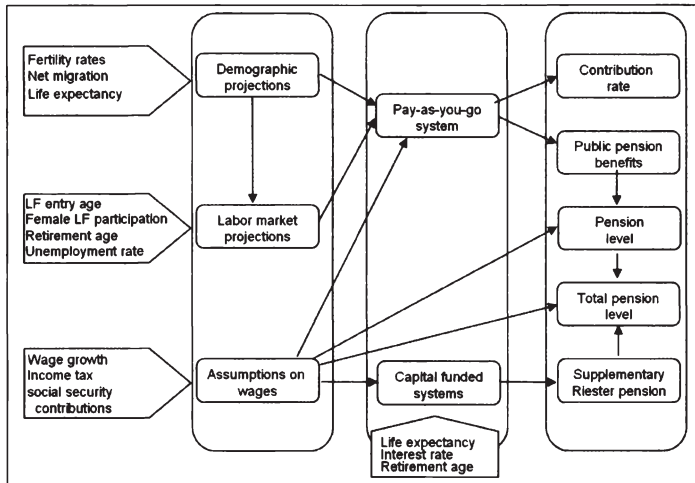 Fertility rates
Net migration
Life expectancy
Demographic
projections
Pay-as-you-go
system
Contribution
rate
Public pension
benefits
LF entry age
Female LF participation
Retirement age
Unemployment rate
Labor market
projections
Pension
level
Total pension
level
Wage growth
Income tax
social security
contributions
Assumptions on
wages
Capital funded
systems
Supplementary
Riester pension
Life expectancy
Interest rate
Retirement age